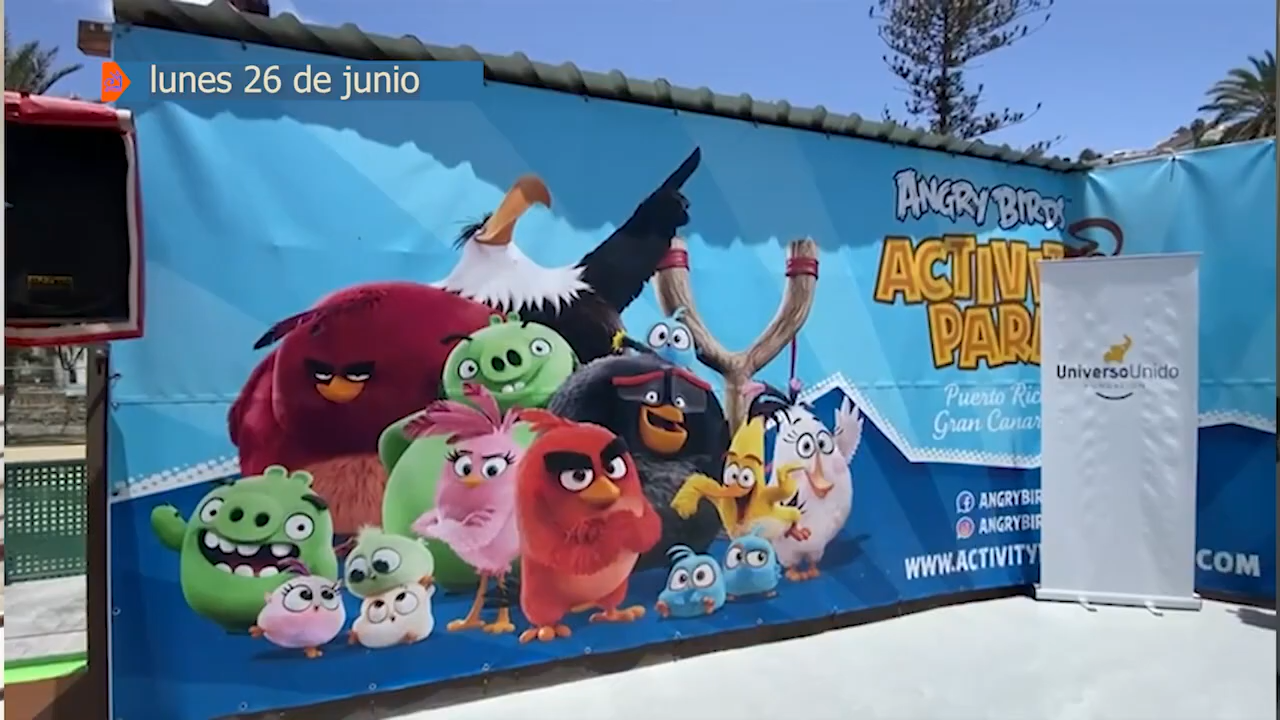 lunes 26 de junio
ANGRY BIRDS
ACTIVI
PAR
Puerto Ric
Gran Canar
ANGRYBIR
ANGRYBIR
WWW.ACTIVITY
COM
UniversoUnido